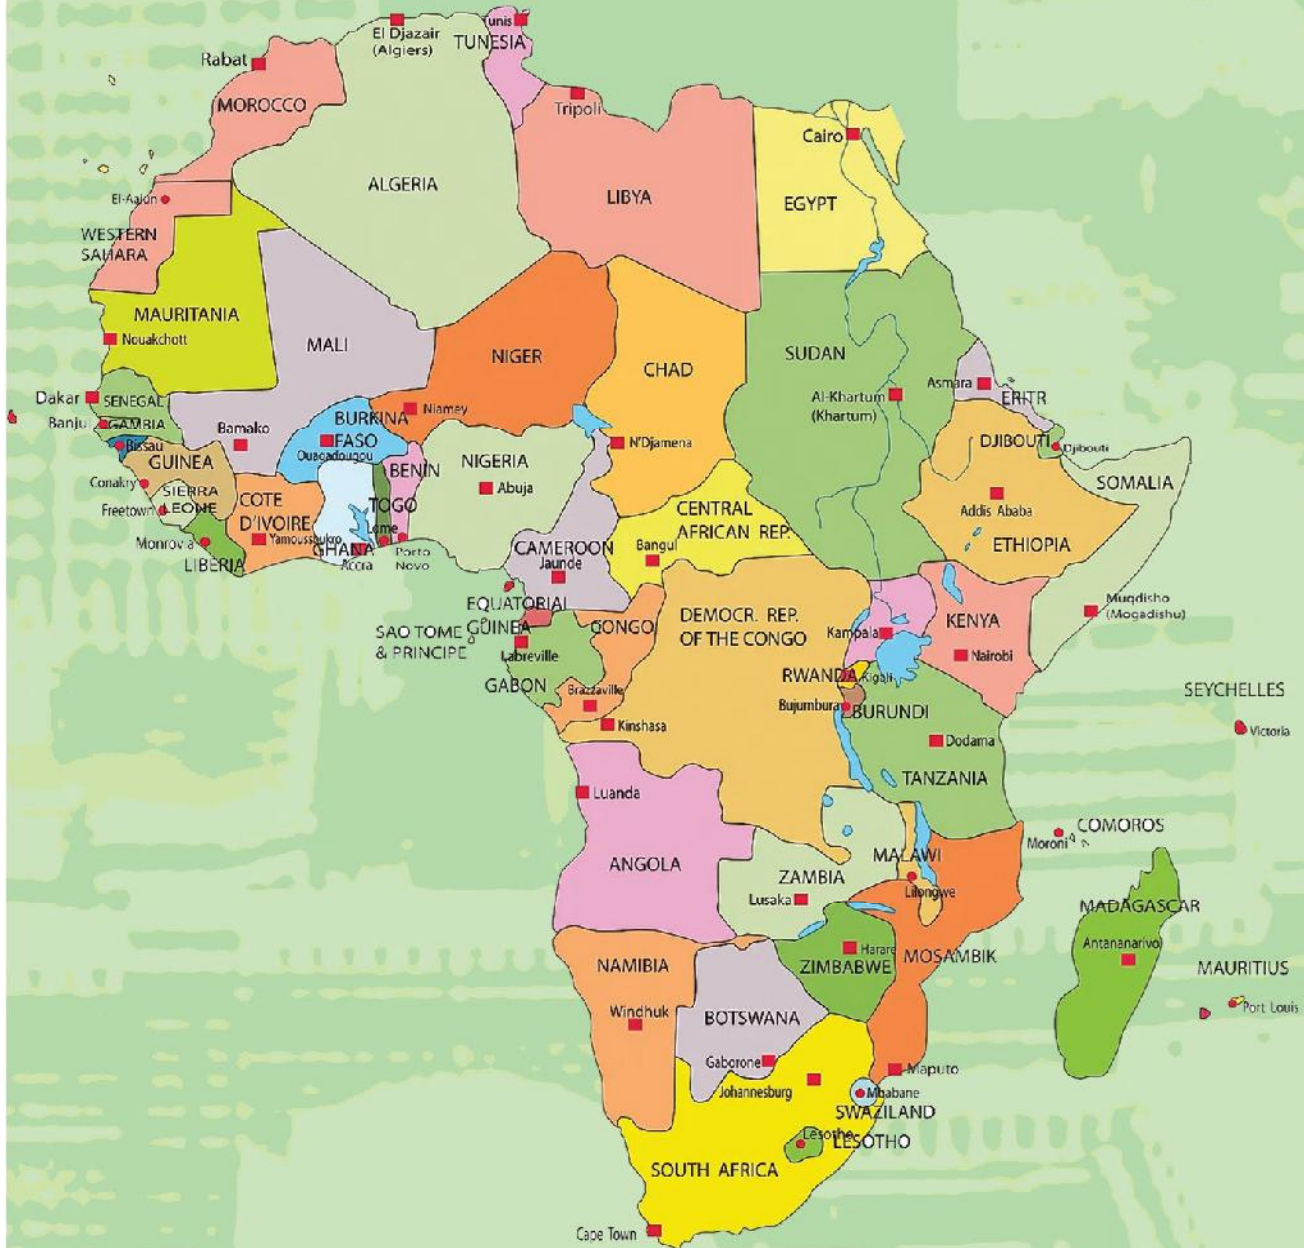 El Djazair
(Algiers)
Tunis
TUNESIA
Rabat
MOROCCO
Tripoli
Cairo
ALGERIA
LIBYA
EGYPT
El-Aaiun
WESTERN
SAHARA
MAURITANIA
Nouakchott
MALI
NIGER
CHAD
SUDAN
Al-Khartum
(Khartum)
Asmara
ERITR
Dakar
SENEGAL
Banjul
GAMBIA
Bissau
GUINEA
Bamako
BURKINA
FASO
Ouagadougou
Niamey
N'Djamena
DJIBOUTI
Djibouti
SOMALIA
BENIN
NIGERIA
Abuja
Conakry
SIERRA
LEONE
Freetown
COTE
D'IVOIRE
Yamoussoukro
TOGO
Lome
GHANA
Accra
Porto
Novo
Monrovia
LIBERIA
CENTRAL
AFRICAN REP.
Bangui
Addis Ababa
ETHIOPIA
CAMEROON
Jaunde
EQUATORIAL
GUINEA
SAO TOME
& PRINCIPE
Labreville
GABON
CONGO
Brazzaville
Kinshasa
DEMOCR. REP.
OF THE CONGO
Kampala
KENYA
Nairobi
Muqdisho
(Mogadishu)
RWANDA
Kigali
Bujumbura
BURUNDI
Dodama
TANZANIA
SEYCHELLES
Victoria
Luanda
ANGOLA
ZAMBIA
Lusaka
MALAWI
Lilongwe
COMOROS
Moroni
MADAGASCAR
Antananarivo)
MAURITIUS
Port Louis
NAMIBIA
Windhuk
BOTSWANA
Gaborone
Harare
ZIMBABWE
MOSAMBIK
Maputo
Johannesburg
Mbabane
SWAZILAND
Lesotho
LESOTHO
SOUTH AFRICA
Cape Town